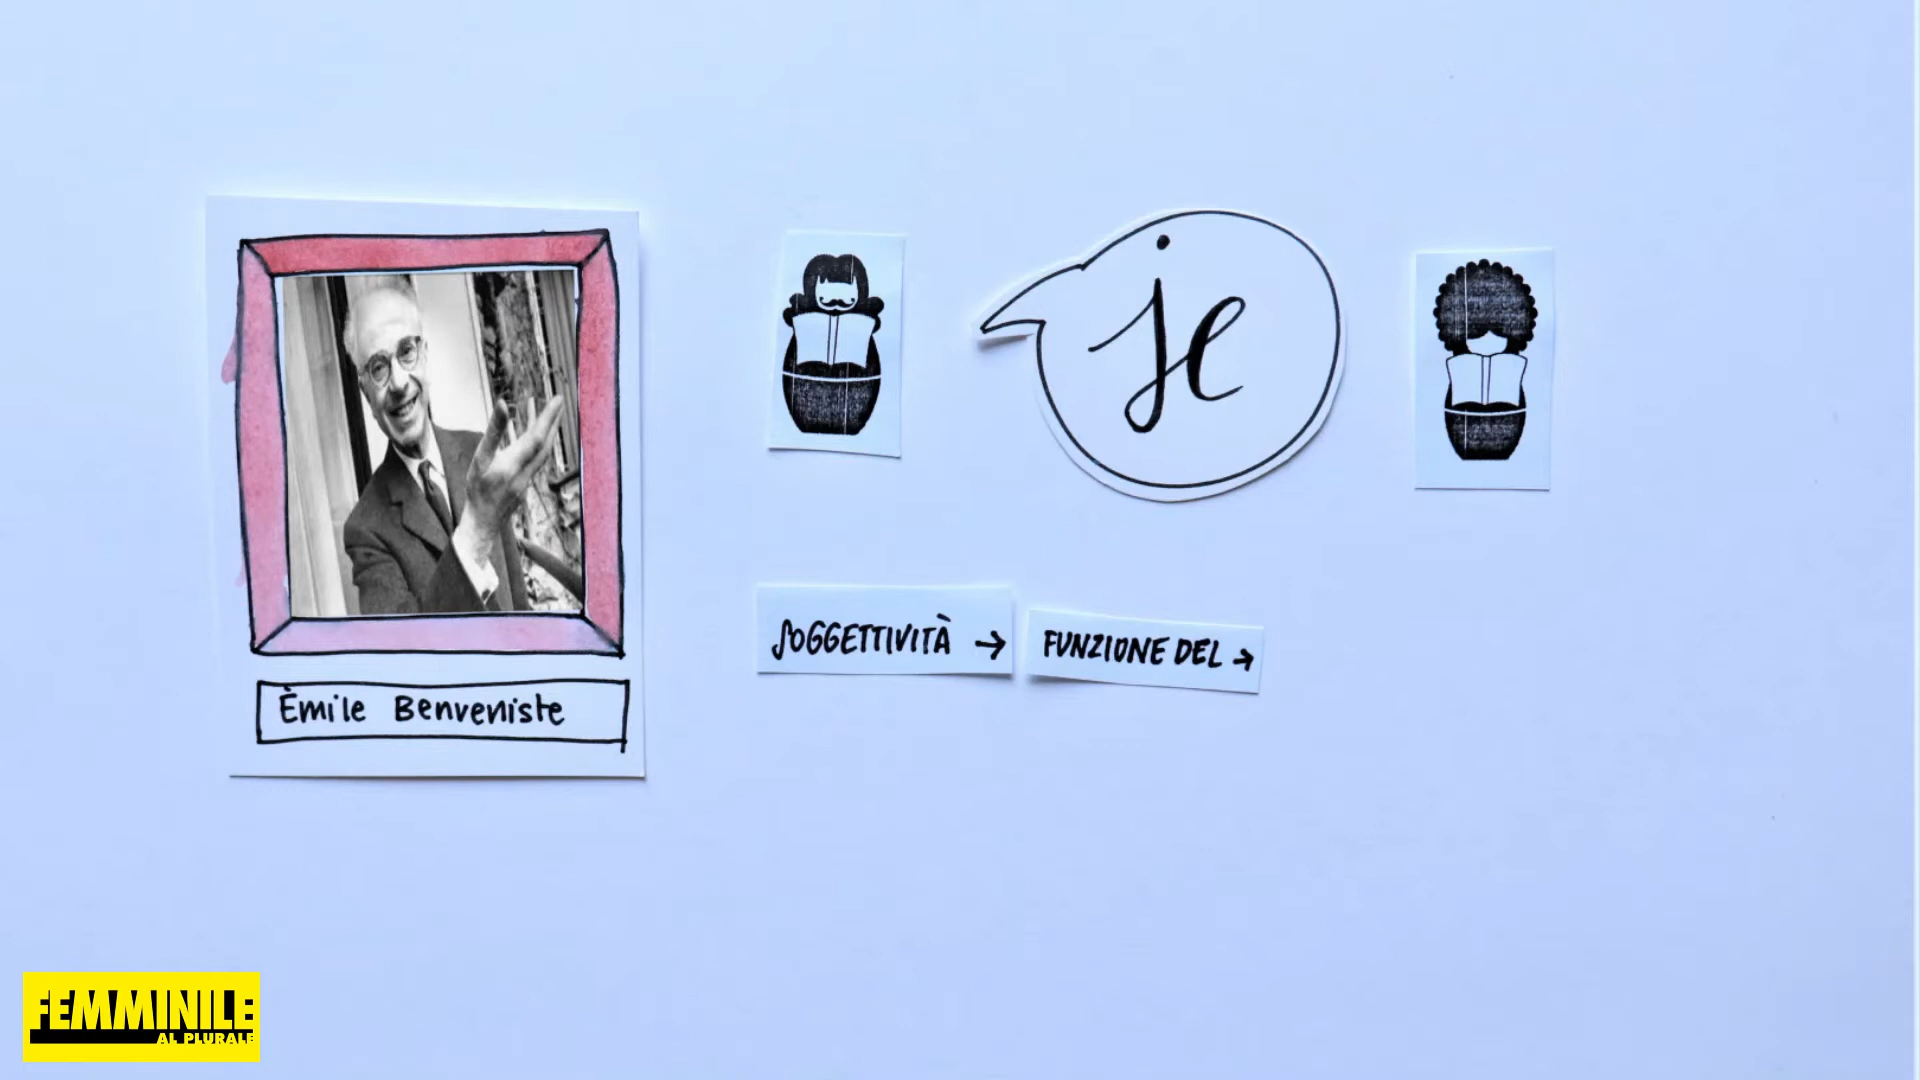 je
Èmile Benveniste
SOGGETTIVITÀ → FUNZIONE DEL →
FEMMINILE
AL PLURALE